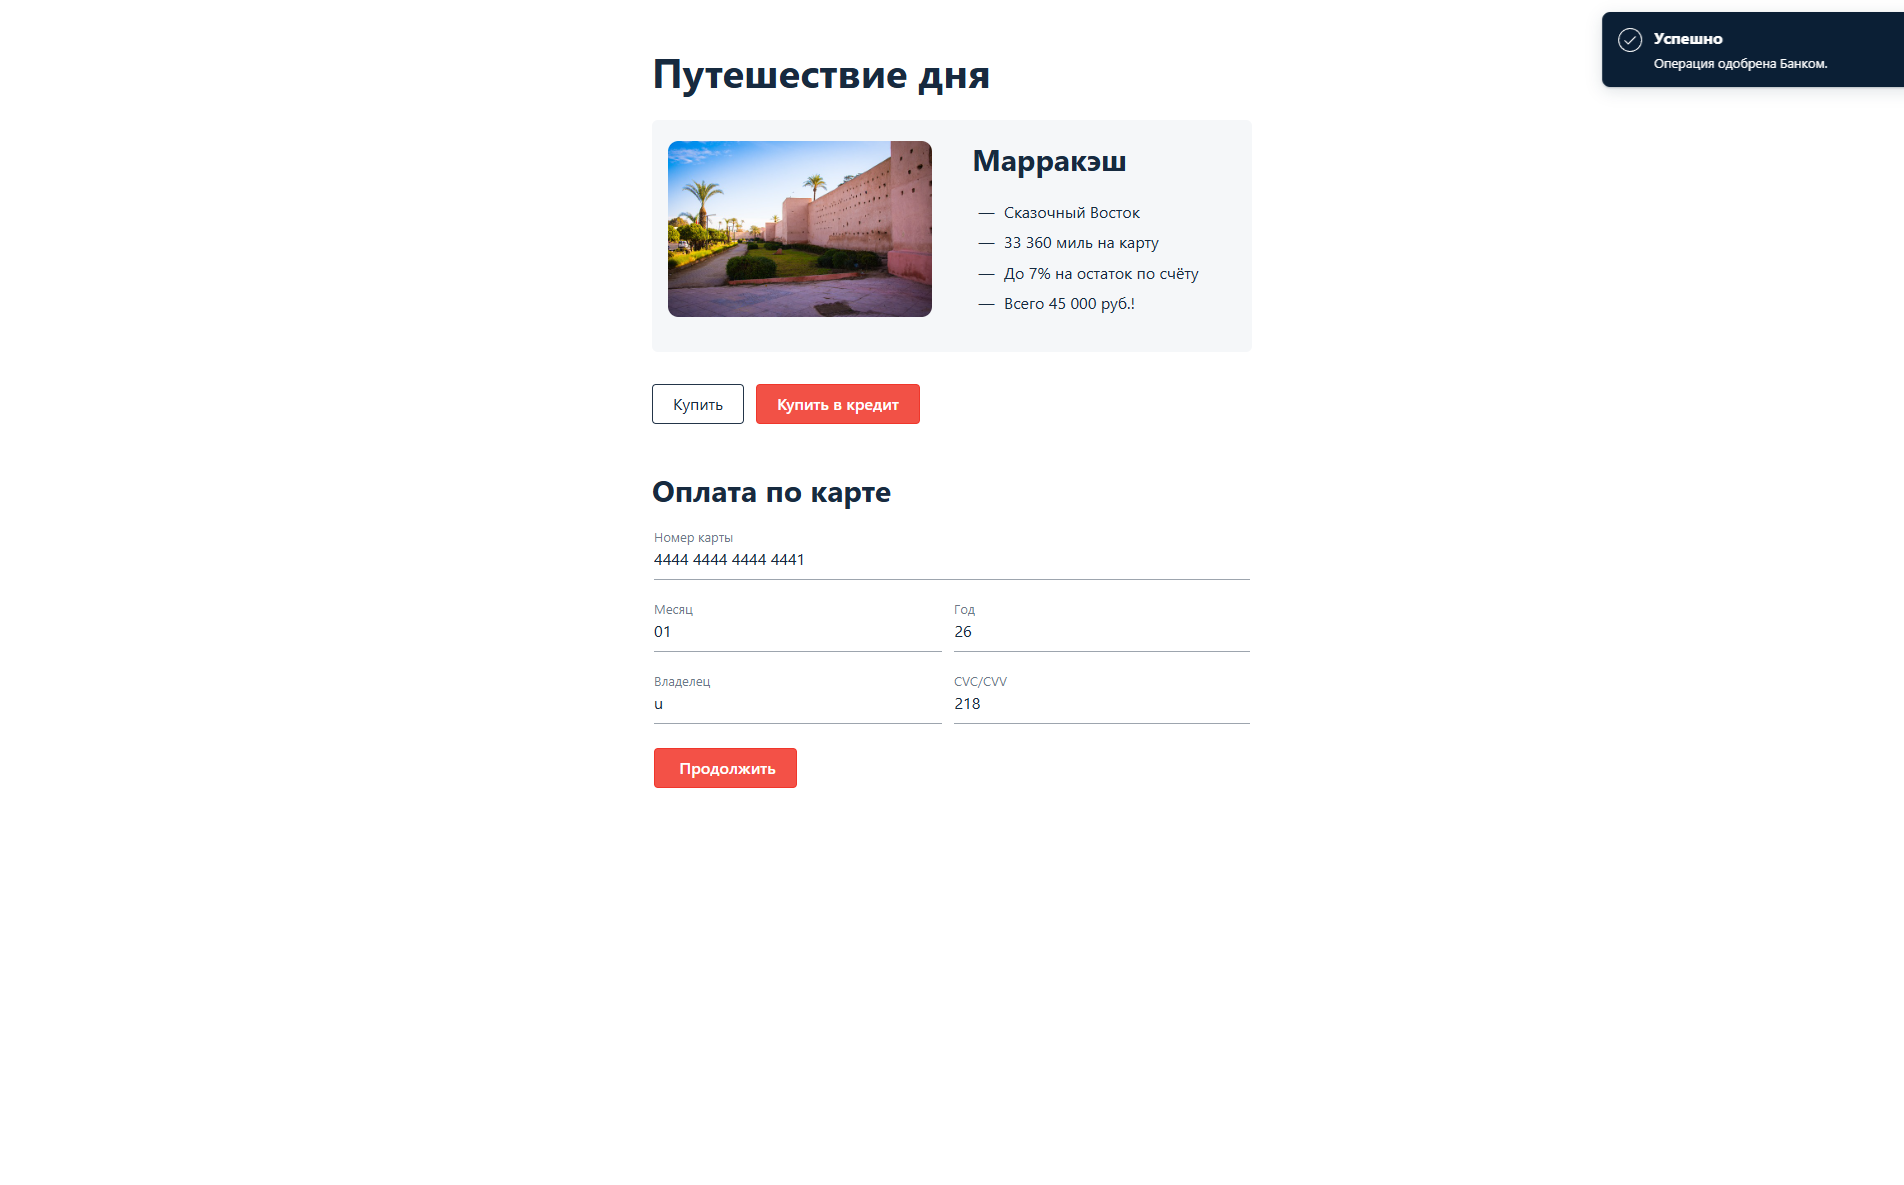 Путешествие дня
Успешно
Операция одобрена Банком.
Марракэш
— Сказочный Восток
— 33 360 миль на карту
— До 7% на остаток по счёту
— Всего 45 000 руб.!
Купить
Купить в кредит
Оплата по карте
Номер карты
4444 4444 4444 4441
Месяц
01
Год
26
Владелец
u
CVC/CVV
218
Продолжить